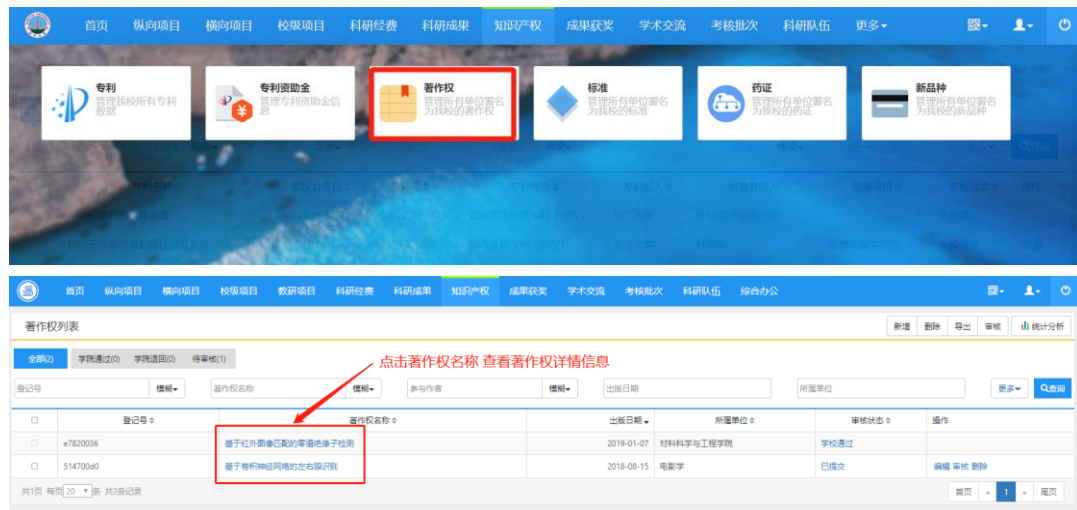 首页 纵向项目 横向项目 校级项目 科研经费 科研成果 知识产权 成果获奖 学术交流 考核批次 科研队伍 更多
专利
管理我校所有专利
数据
专利资助金
管理专利资助金信
息
著作权
管理所有单位署名
为我校的著作权
标准
管理所有单位署名
为我校的标准
药证
管理所有单位署名
为我校的药证
新品种
管理所有单位署名
为我校的新品种
首页 纵向项目 横向项目 校级项目 教研项目 科研经费 科研成果 知识产权 成果获奖 学术交流 考核批次 科研队伍 综合办公
著作权列表 新增 删除 导出 审核 统计分析
全部(2) 学院通过(0) 学院退回(0) 待审核(1)
点击著作权名称 查看著作权详情信息
登记号 模糊 著作权名称 模糊 参与作者 模糊 出版日期 所属单位 更多 查询
登记号 著作权名称 出版日期 所属单位 审核状态 操作
e7820036 基于红外图像匹配的零值绝缘子检测 2019-01-07 材料科学与工程学院 学校通过
514700d0 基于卷积神经网络的左右眼识别 2018-08-15 电影学 已提交 编辑 审核 删除
共1页 每页 20 条 共2条记录 首页 « 1 » 尾页